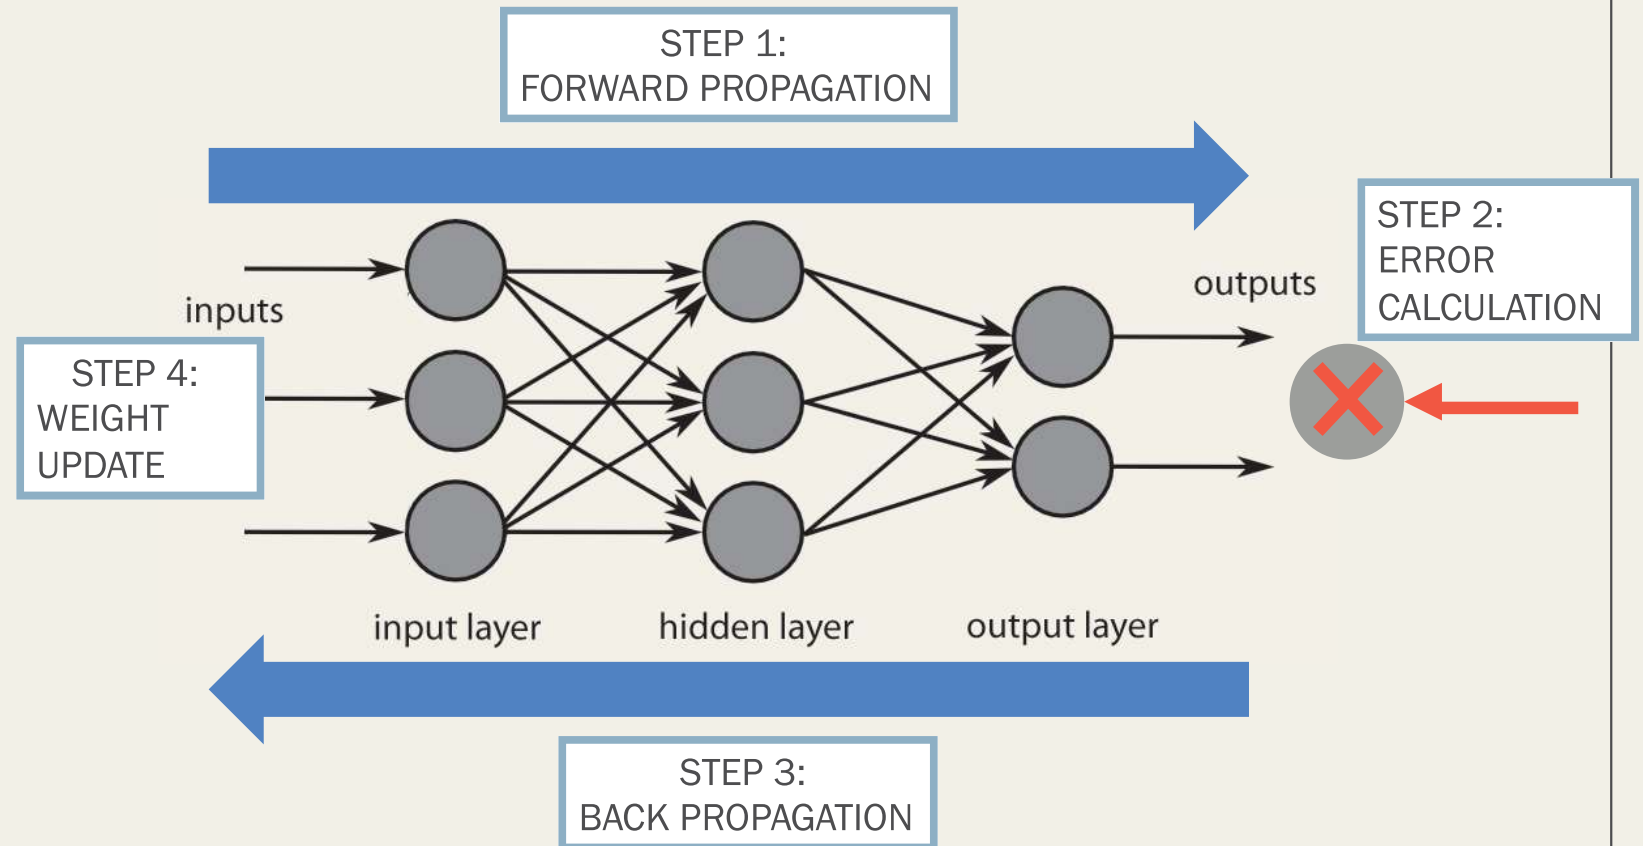 STEP 1:
FORWARD PROPAGATION
STEP 2:
ERROR
CALCULATION
outputs
inputs
STEP 4:
WEIGHT
UPDATE
input layer
hidden layer
output layer
STEP 3:
BACK PROPAGATION